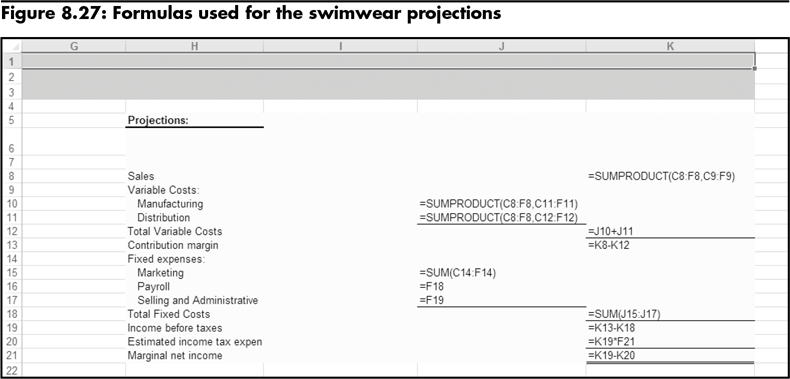 Figure 8.27: Formulas used for the swimwear projections
G H I J K
1
2
3
4
5 Projections:
6
7
8 Sales =SUMPRODUCT(C8:F8,C9:F9)
9 Variable Costs:
10 Manufacturing =SUMPRODUCT(C8:F8,C11:F11)
11 Distribution =SUMPRODUCT(C8:F8,C12:F12)
12 Total Variable Costs =J10+J11
13 Contribution margin =K8-K12
14 Fixed expenses:
15 Marketing =SUM(C14:F14)
16 Payroll =F18
17 Selling and Administrative =F19
18 Total Fixed Costs =SUM(J15:J17)
19 Income before taxes =K13-K18
20 Estimated income tax expen =K19*F21
21 Marginal net income =K19-K20
22